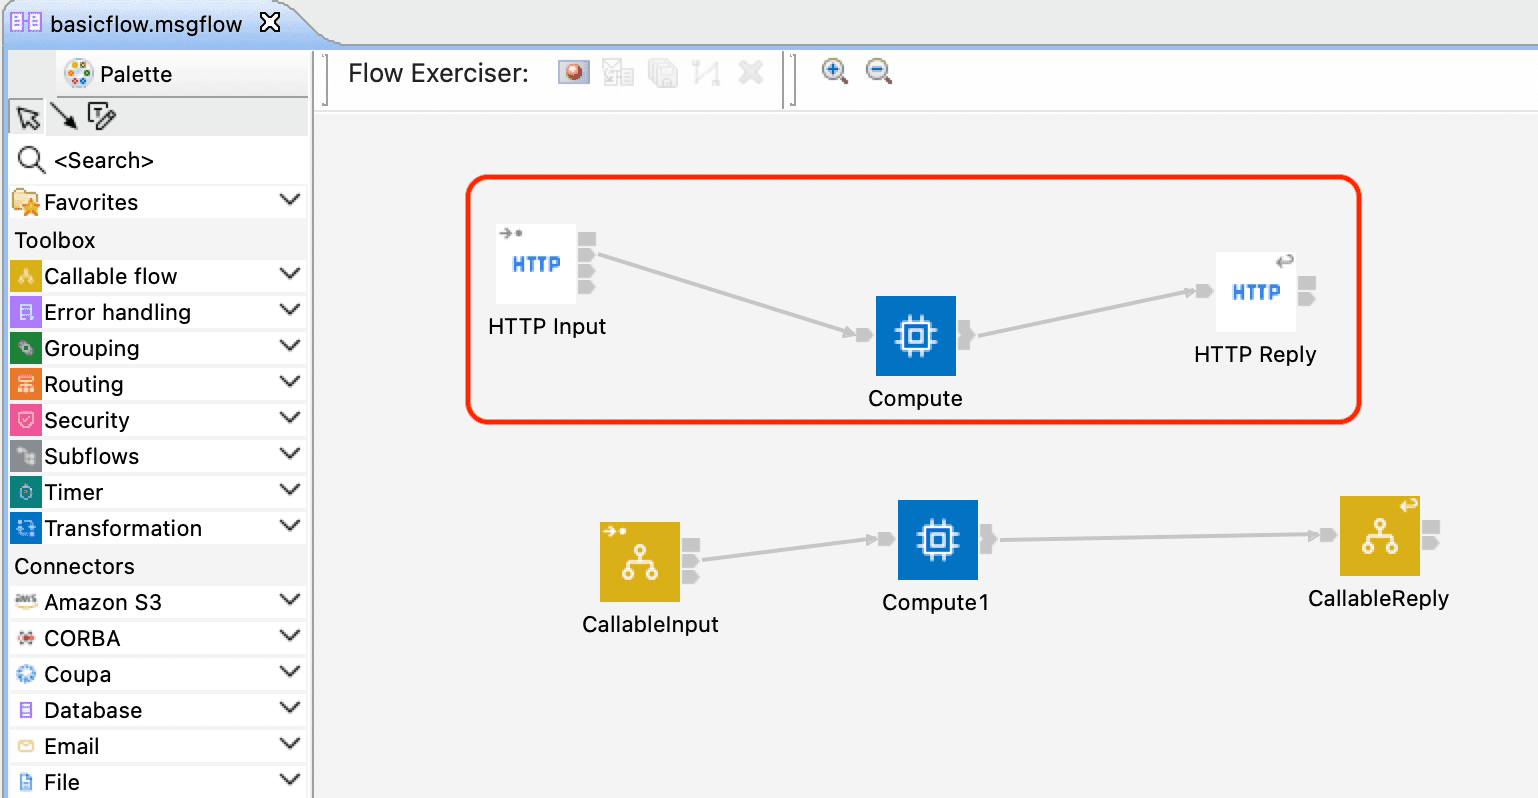 basicflow.msgflow
Palette
Flow Exerciser:
<Search>
Favorites
Toolbox
Callable flow
Error handling
Grouping
Routing
Security
Subflows
Timer
Transformation
Connectors
aws
Amazon S3
CORBA
Coupa
Database
Email
File
HTTP
HTTP Input
Compute
HTTP
HTTP Reply
CallableInput
Compute1
CallableReply